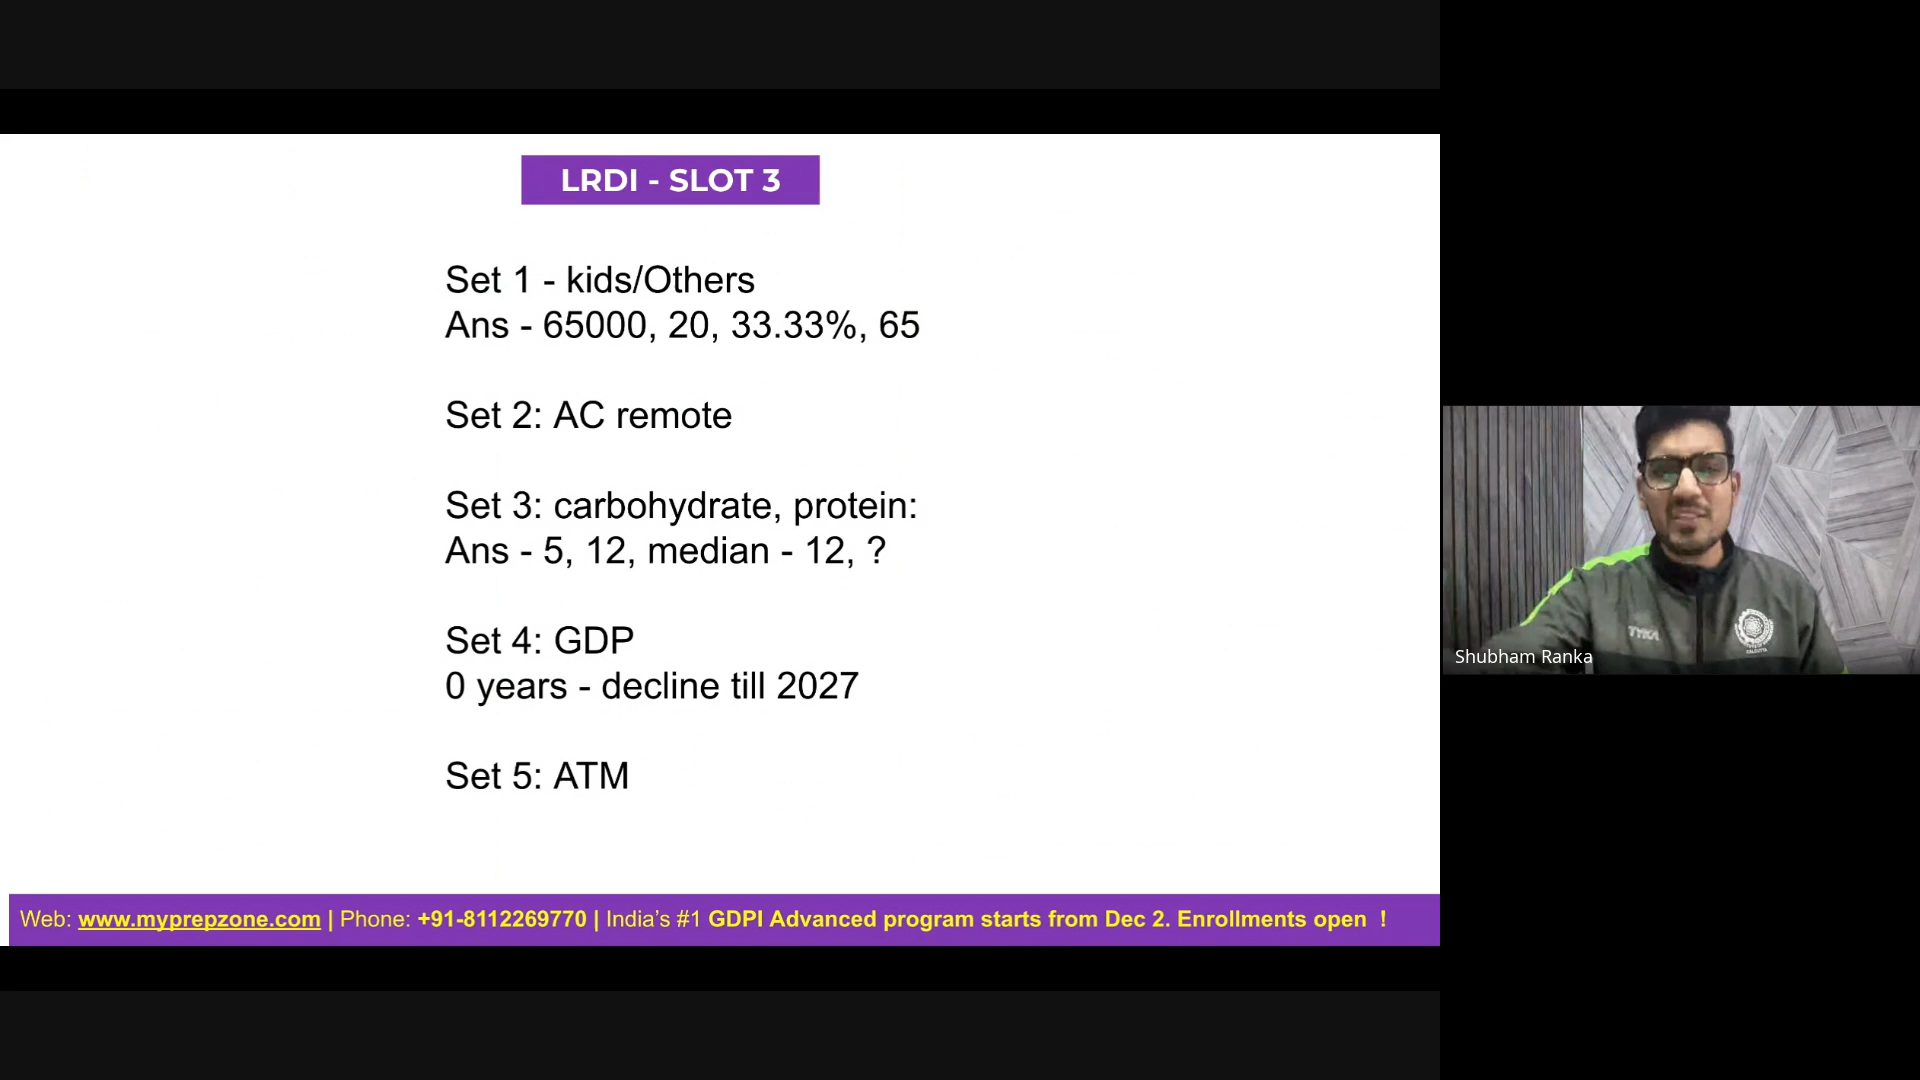 LRDI - SLOT 3
Set 1 - kids/Others
Ans - 65000, 20, 33.33%, 65
Set 2: AC remote
Set 3: carbohydrate, protein:
Ans - 5, 12, median - 12, ?
Set 4: GDP
0 years - decline till 2027
Set 5: ATM
TYKA
Shubham Ranka
Web: www.myprepzone.com | Phone: +91-8112269770 | India’s #1 GDPI Advanced program starts from Dec 2. Enrollments open !